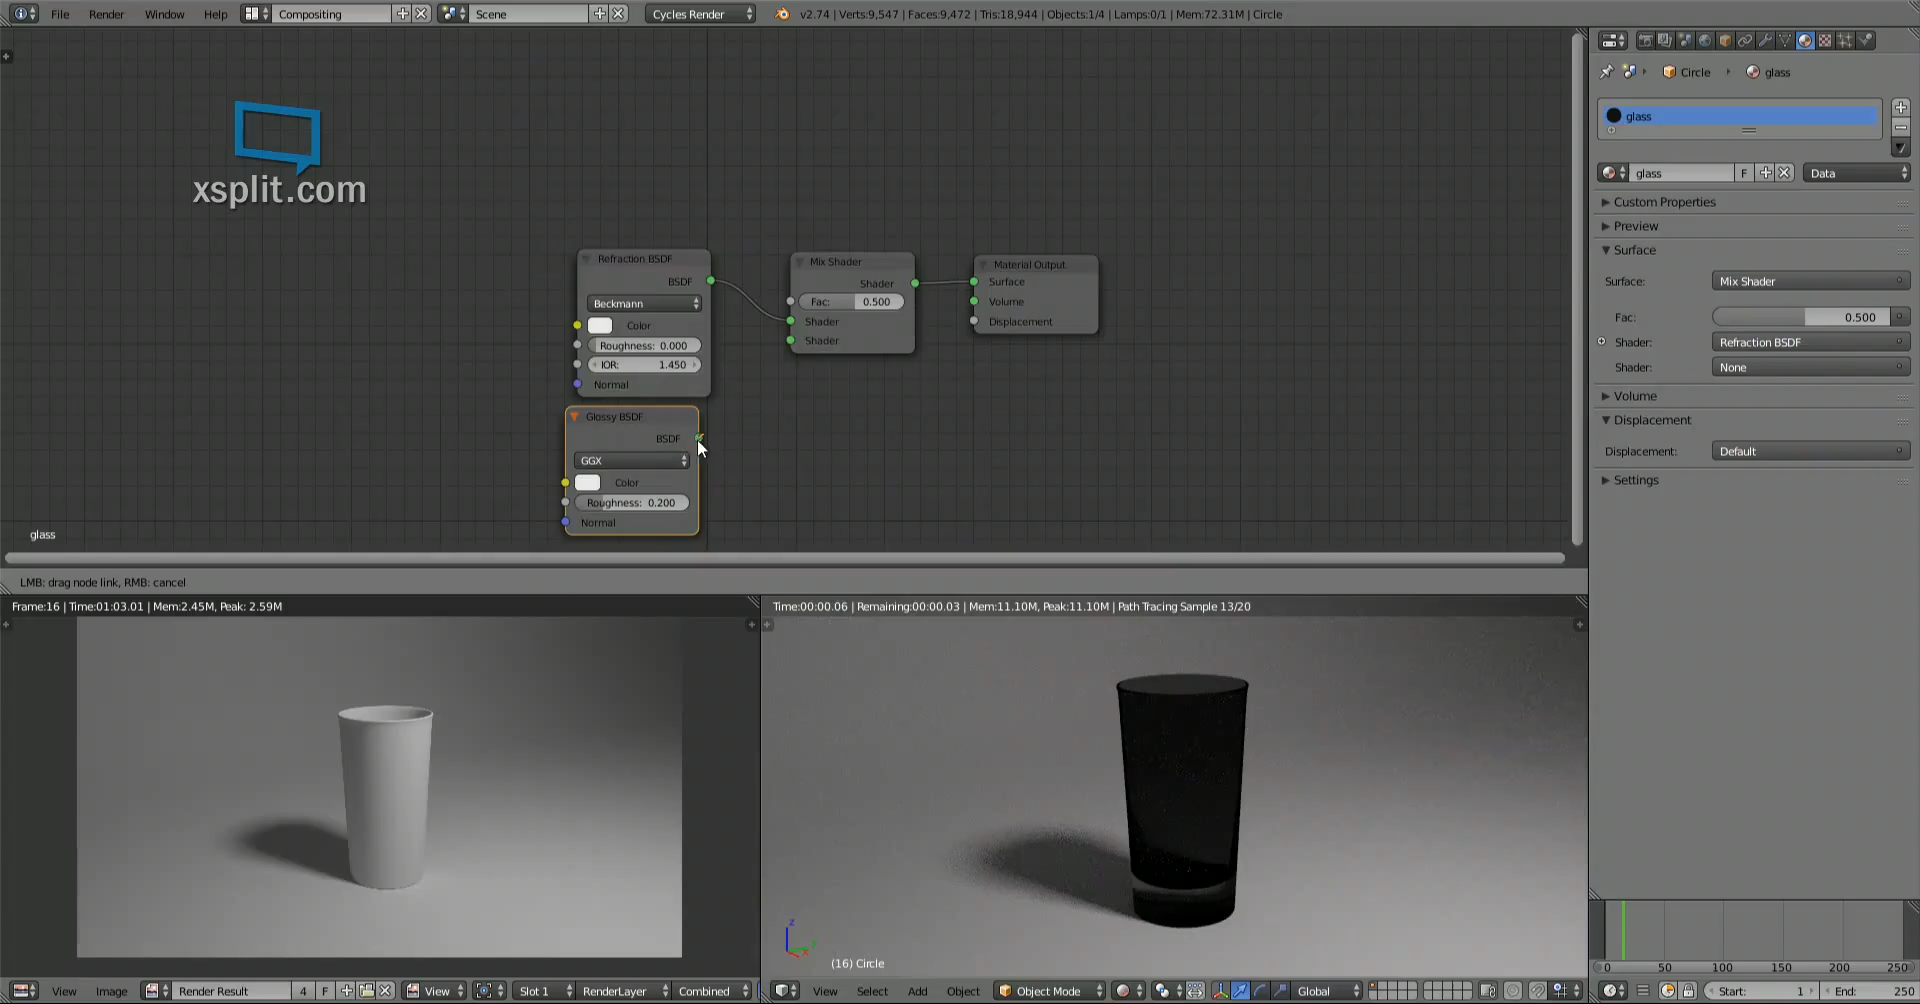 File Render Window Help Compositing Scene Cycles Render v2.74 | Verts:9,547 | Faces:9,472 | Tris:18,944 | Objects:1/4 | Lamps:0/1 | Mem:72.31M | Circle
xsplit.com
Refraction BSDF
BSDF
Beckmann
Color
Roughness: 0.000
IOR: 1.450
Normal
Mix Shader
Shader
Fac: 0.500
Shader
Shader
Material Output
Surface
Volume
Displacement
Glossy BSDF
BSDF
GGX
Color
Roughness: 0.200
Normal
glass
LMB: drag node link, RMB: cancel
Circle glass
glass
glass F Data
Custom Properties
Preview
Surface
Surface: Mix Shader
Fac: 0.500
Shader: Refraction BSDF
Shader: None
Volume
Displacement
Displacement: Default
Settings
Frame:16 | Time:01:03.01 | Mem:2.45M, Peak: 2.59M
Time:00:00.06 | Remaining:00:00.03 | Mem:11.10M, Peak:11.10M | Path Tracing Sample 13/20
z
(16) Circle
0 50 100 150 200 250
View Image Render Result 4 F View Slot 1 RenderLayer Combined
View Select Add Object Object Mode Global
Start: 1 End: 250